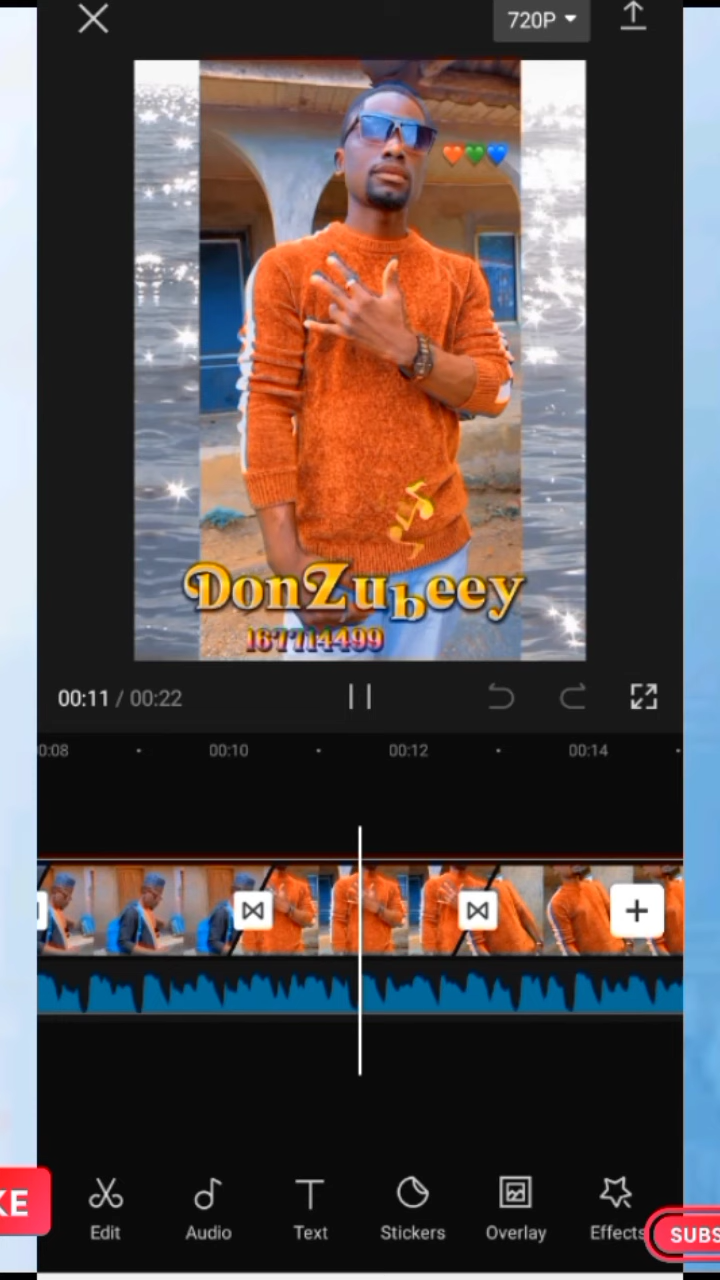 720P
DonZubeey
167714499
00:11 / 00:22
0:08 00:10 00:12 00:14
Edit Audio Text Stickers Overlay Effects
KE
SUBS